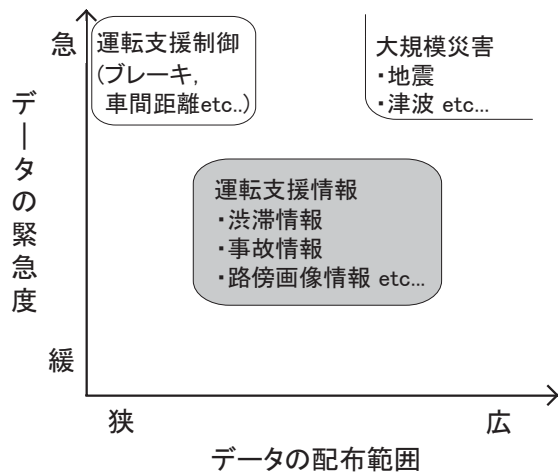 急
運転支援制御
(ブレーキ,
車間距離etc..)
大規模災害
・地震
・津波 etc...
データの緊急度
運転支援情報
・渋滞情報
・事故情報
・路傍画像情報 etc...
緩
狭
広
データの配布範囲